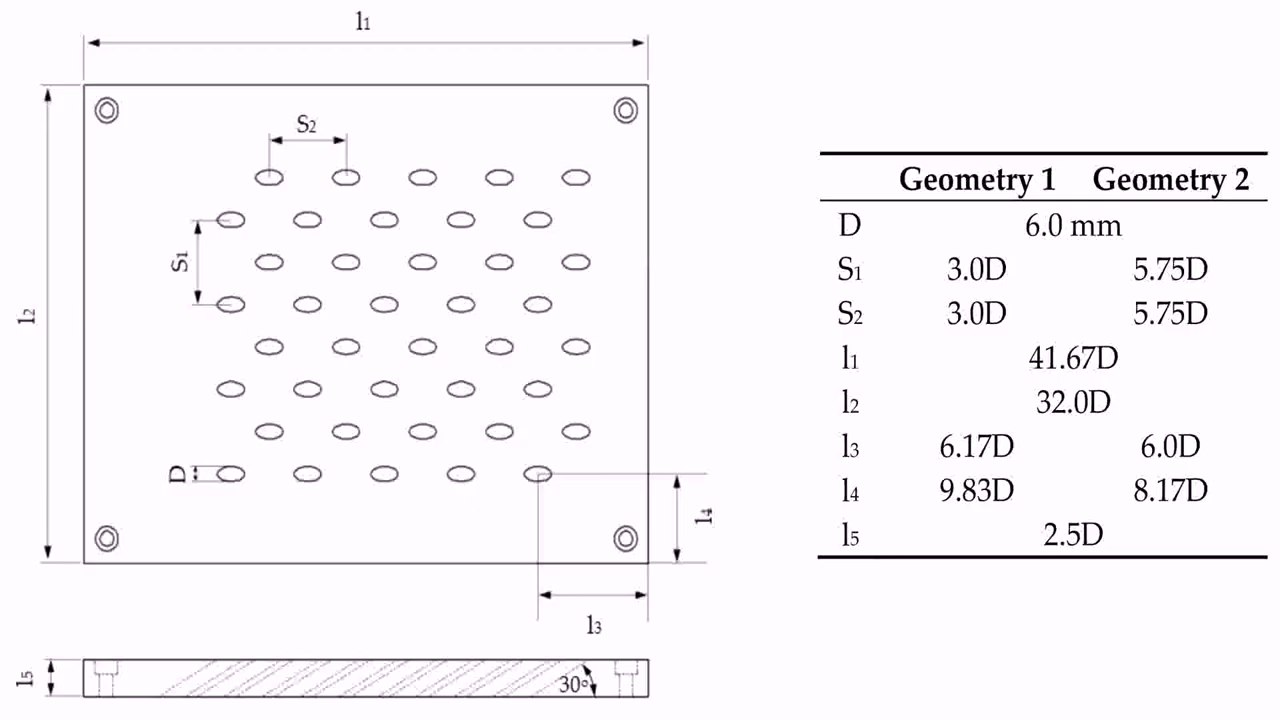 l1
S2
S1
l2
D
l4
l3
l5
30°
Geometry 1 Geometry 2
D 6.0 mm
S1 3.0D 5.75D
S2 3.0D 5.75D
l1 41.67D
l2 32.0D
l3 6.17D 6.0D
l4 9.83D 8.17D
l5 2.5D